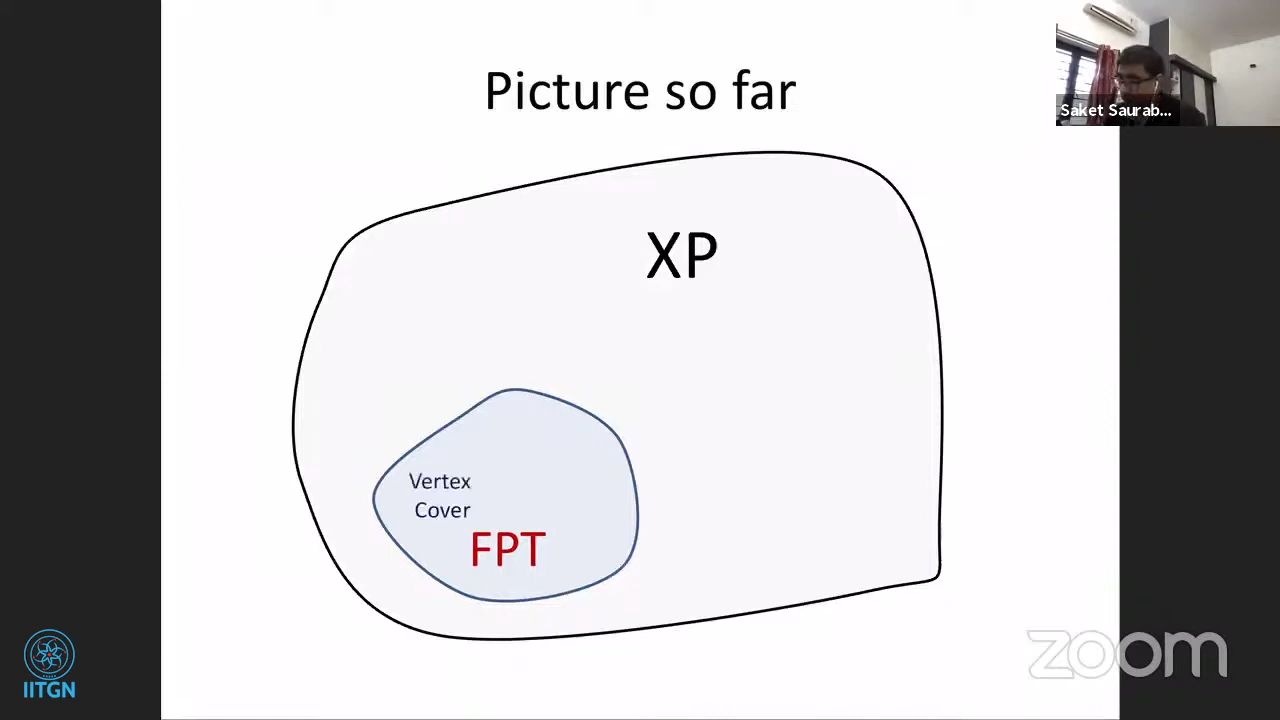 Picture so far
Saket Saurab...
XP
Vertex
Cover
FPT
zoom
IITGN